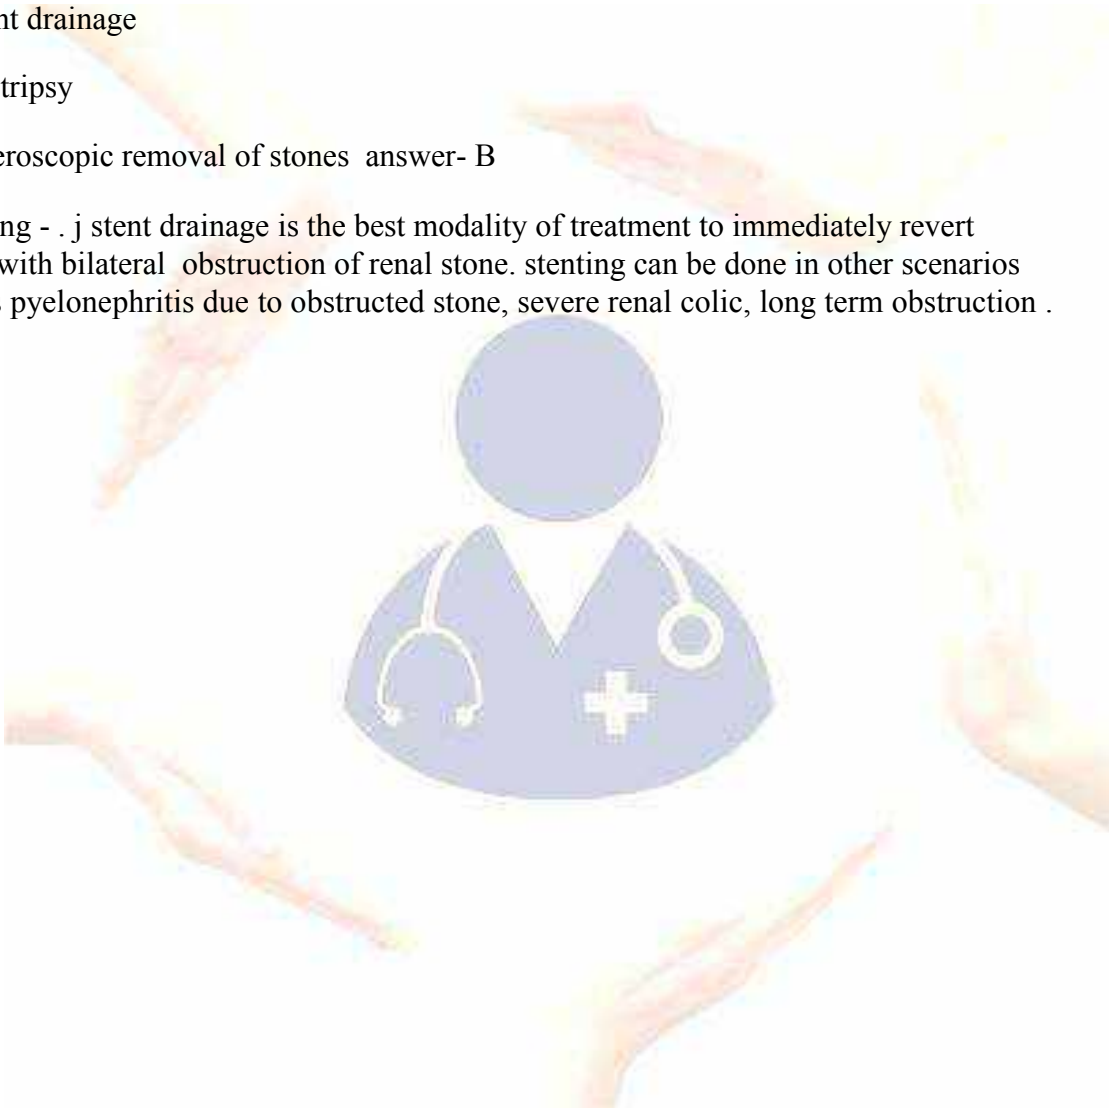 nt drainage
tripsy
eroscopic removal of stones  answer- B
ng - . j stent drainage is the best modality of treatment to immediately revert
with bilateral  obstruction of renal stone. stenting can be done in other scenarios
s pyelonephritis due to obstructed stone, severe renal colic, long term obstruction .